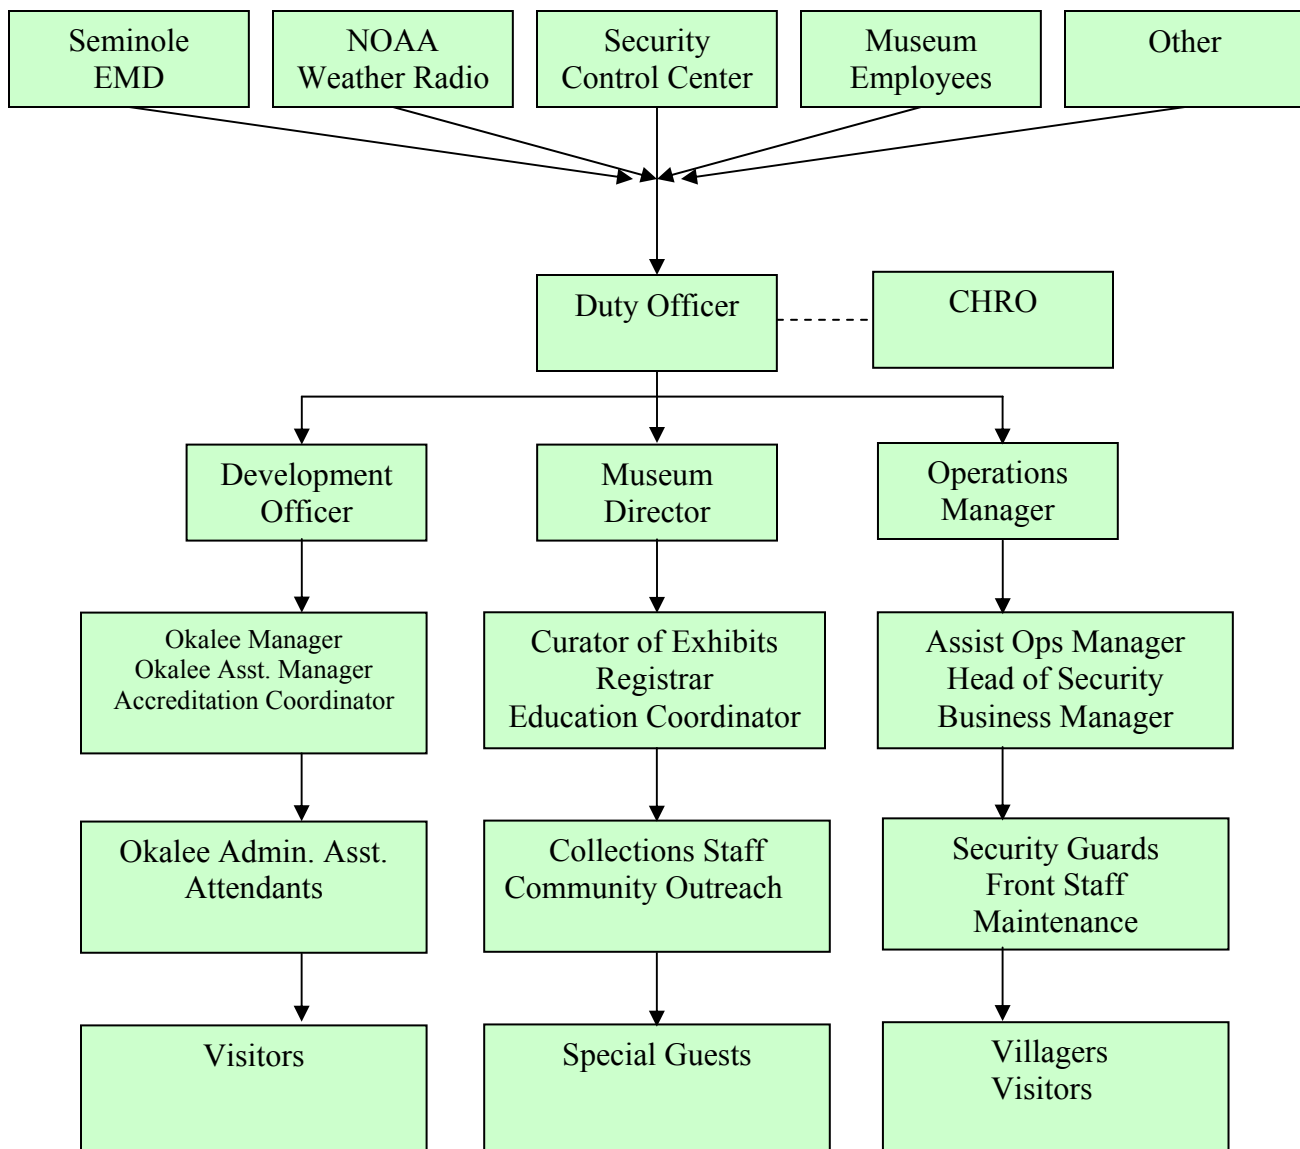 Seminole
EMD
NOAA
Weather Radio
Security
Control Center
Museum
Employees
Other
Duty Officer
CHRO
Development
Officer
Museum
Director
Operations
Manager
Okalee Manager
Okalee Asst. Manager
Accreditation Coordinator
Curator of Exhibits
Registrar
Education Coordinator
Assist Ops Manager
Head of Security
Business Manager
Okalee Admin. Asst.
Attendants
Collections Staff
Community Outreach
Security Guards
Front Staff
Maintenance
Visitors
Special Guests
Villagers
Visitors